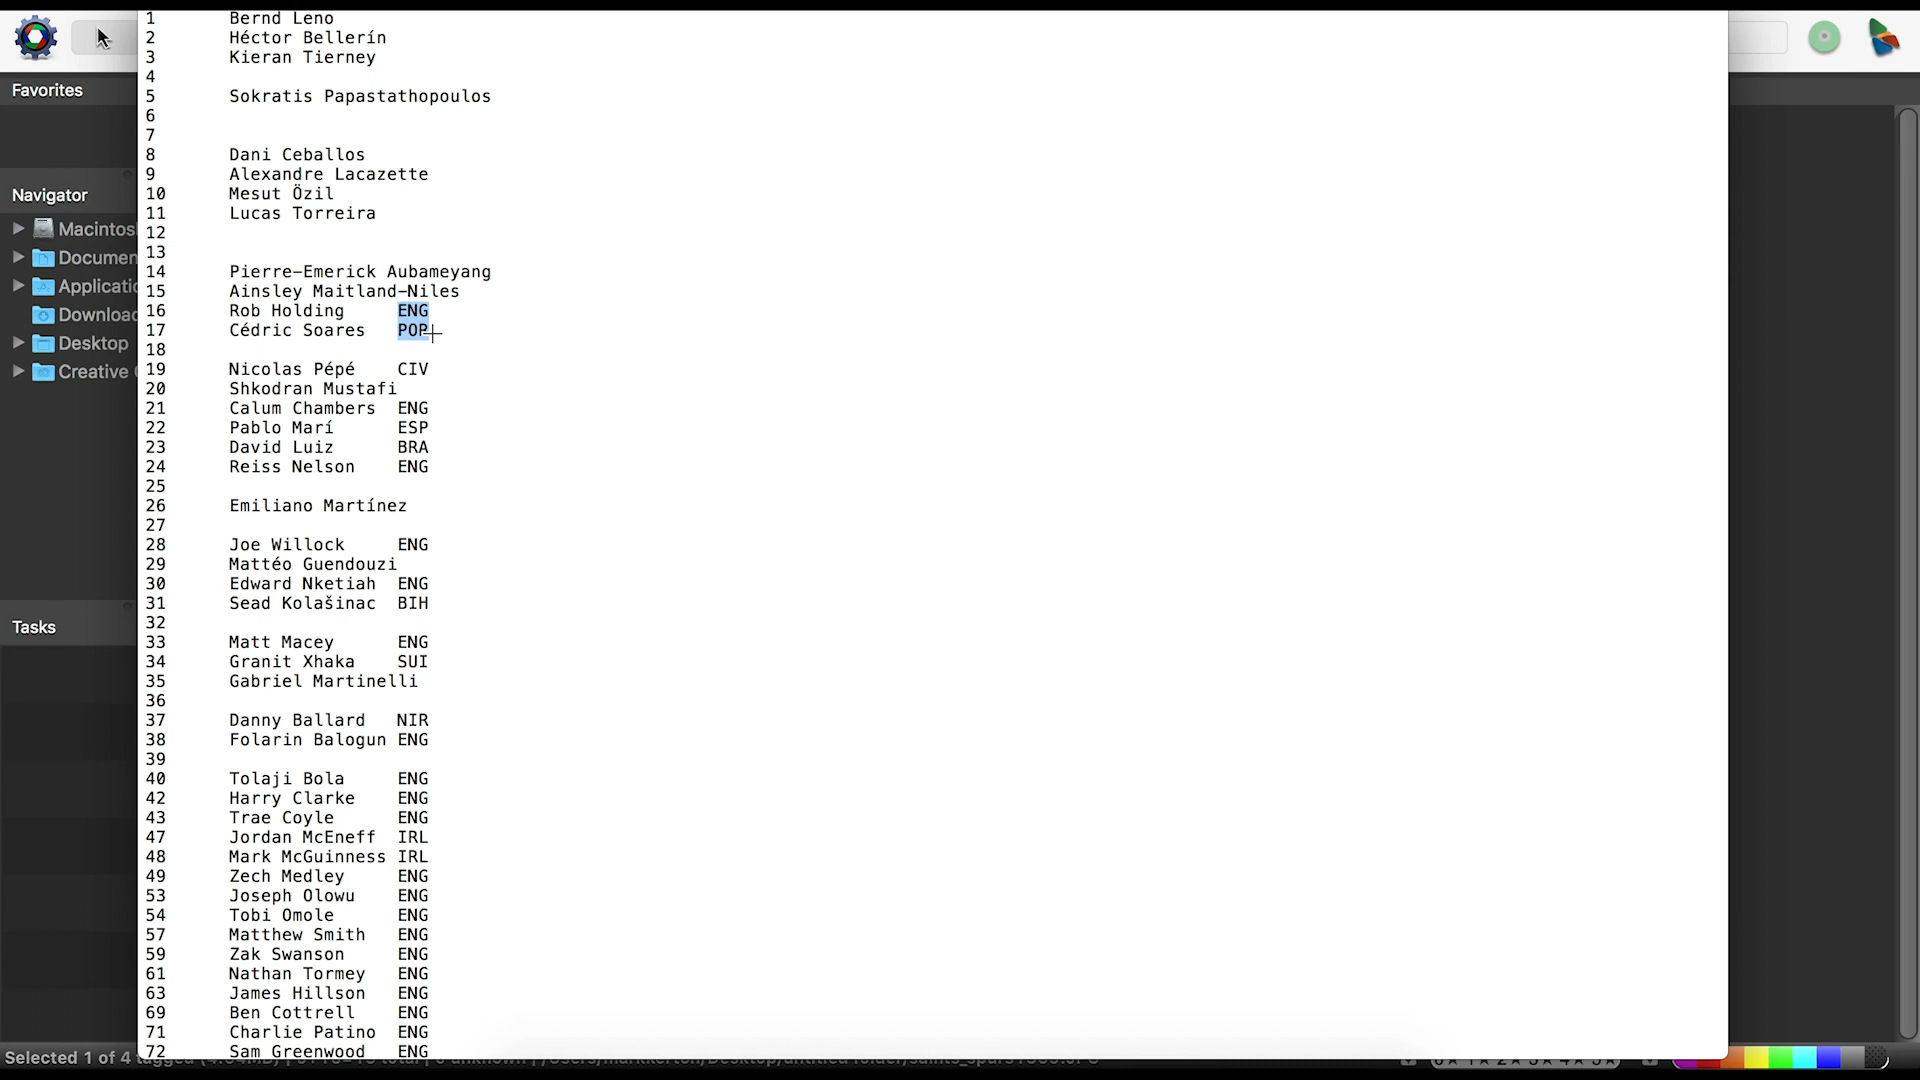 1 Bernd Leno
2 Héctor Bellerín
3 Kieran Tierney
4
5 Sokratis Papastathopoulos
6
7
8 Dani Ceballos
9 Alexandre Lacazette
10 Mesut Özil
11 Lucas Torreira
12
13
14 Pierre-Emerick Aubameyang
15 Ainsley Maitland-Niles
16 Rob Holding ENG
17 Cédric Soares POP
18
19 Nicolas Pépé CIV
20 Shkodran Mustafi
21 Calum Chambers ENG
22 Pablo Marí ESP
23 David Luiz BRA
24 Reiss Nelson ENG
25
26 Emiliano Martínez
27
28 Joe Willock ENG
29 Mattéo Guendouzi
30 Edward Nketiah ENG
31 Sead Kolašinac BIH
32
33 Matt Macey ENG
34 Granit Xhaka SUI
35 Gabriel Martinelli
36
37 Danny Ballard NIR
38 Folarin Balogun ENG
39
40 Tolaji Bola ENG
42 Harry Clarke ENG
43 Trae Coyle ENG
47 Jordan McEneff IRL
48 Mark McGuinness IRL
49 Zech Medley ENG
53 Joseph Olowu ENG
54 Tobi Omole ENG
57 Matthew Smith ENG
59 Zak Swanson ENG
61 Nathan Tormey ENG
63 James Hillson ENG
69 Ben Cottrell ENG
71 Charlie Patino ENG
72 Sam Greenwood ENG
Favorites
Navigator
Macintos
Documen
Applicatio
Downloa
Desktop
Creative
Tasks
Selected 1 of 4